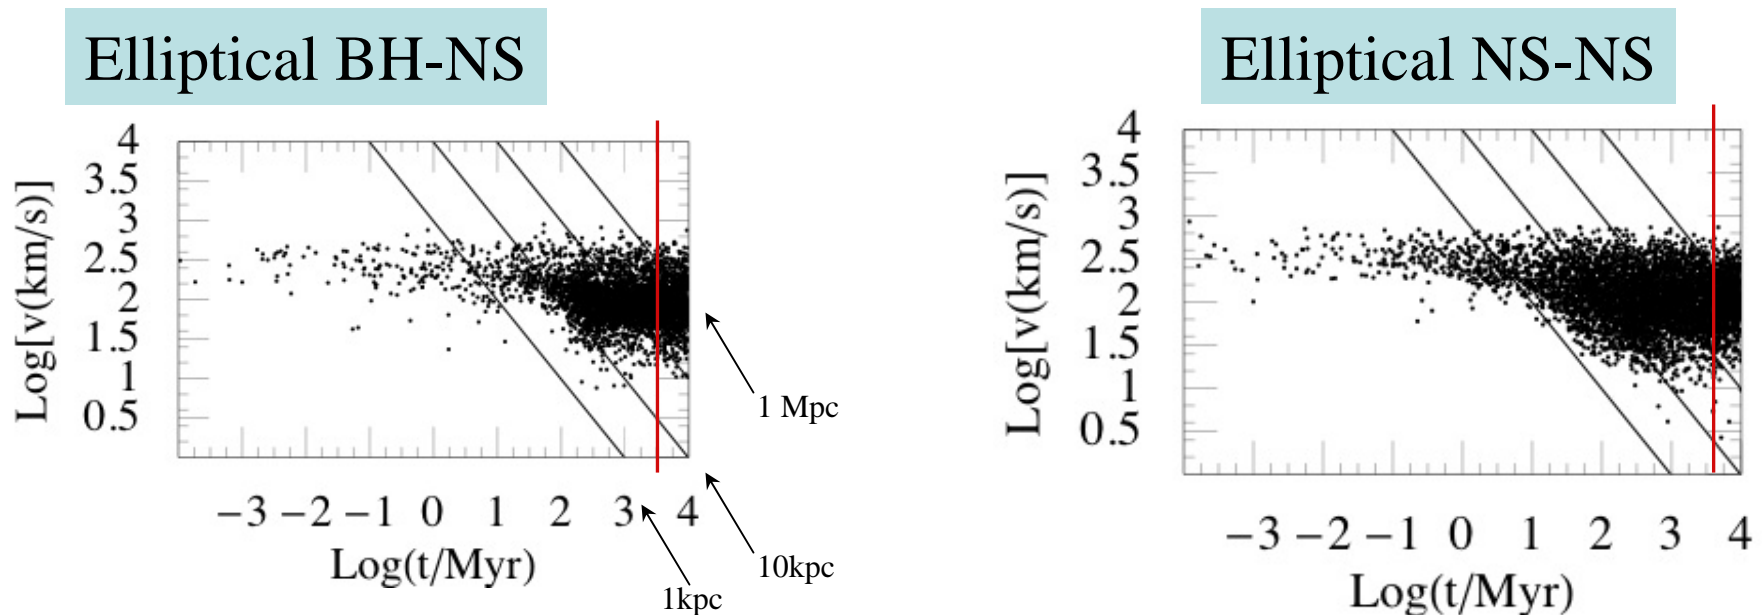 Elliptical BH-NS
Elliptical NS-NS
4
3.5
3
2.5
2
1.5
1
0.5
Log[v(km/s)]
−3 −2 −1 0 1 2 3 4
Log(t/Myr)
1 Mpc
10kpc
1kpc
4
3.5
3
2.5
2
1.5
1
0.5
Log[v(km/s)]
−3 −2 −1 0 1 2 3 4
Log(t/Myr)